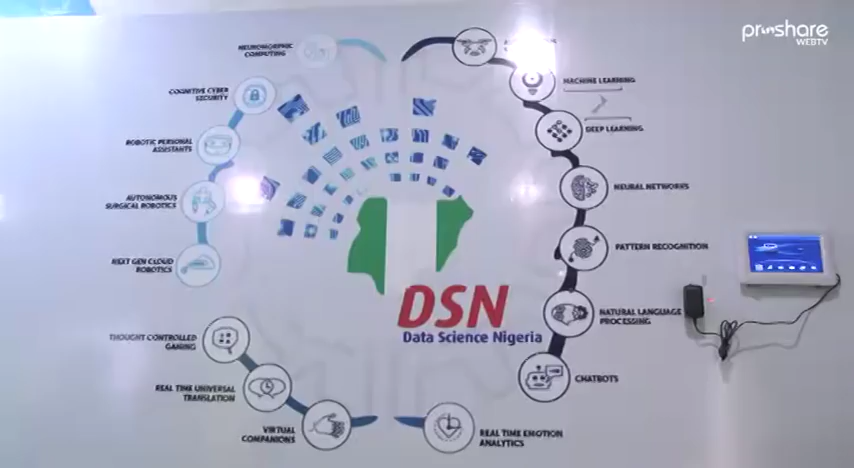 proshare
WEBTV
NEUROMORPHIC
COMPUTING
COGNITIVE CYBER
SECURITY
ROBOTIC PERSONAL
ASSISTANTS
AUTONOMOUS
SURGICAL ROBOTICS
NEXT GEN CLOUD
ROBOTICS
THOUGHT CONTROLLED
GAMING
REAL TIME UNIVERSAL
TRANSLATION
VIRTUAL
COMPANIONS
MACHINE LEARNING
DEEP LEARNING
NEURAL NETWORKS
PATTERN RECOGNITION
NATURAL LANGUAGE
PROCESSING
CHATBOTS
REAL TIME EMOTION
ANALYTICS
DSN
Data Science Nigeria